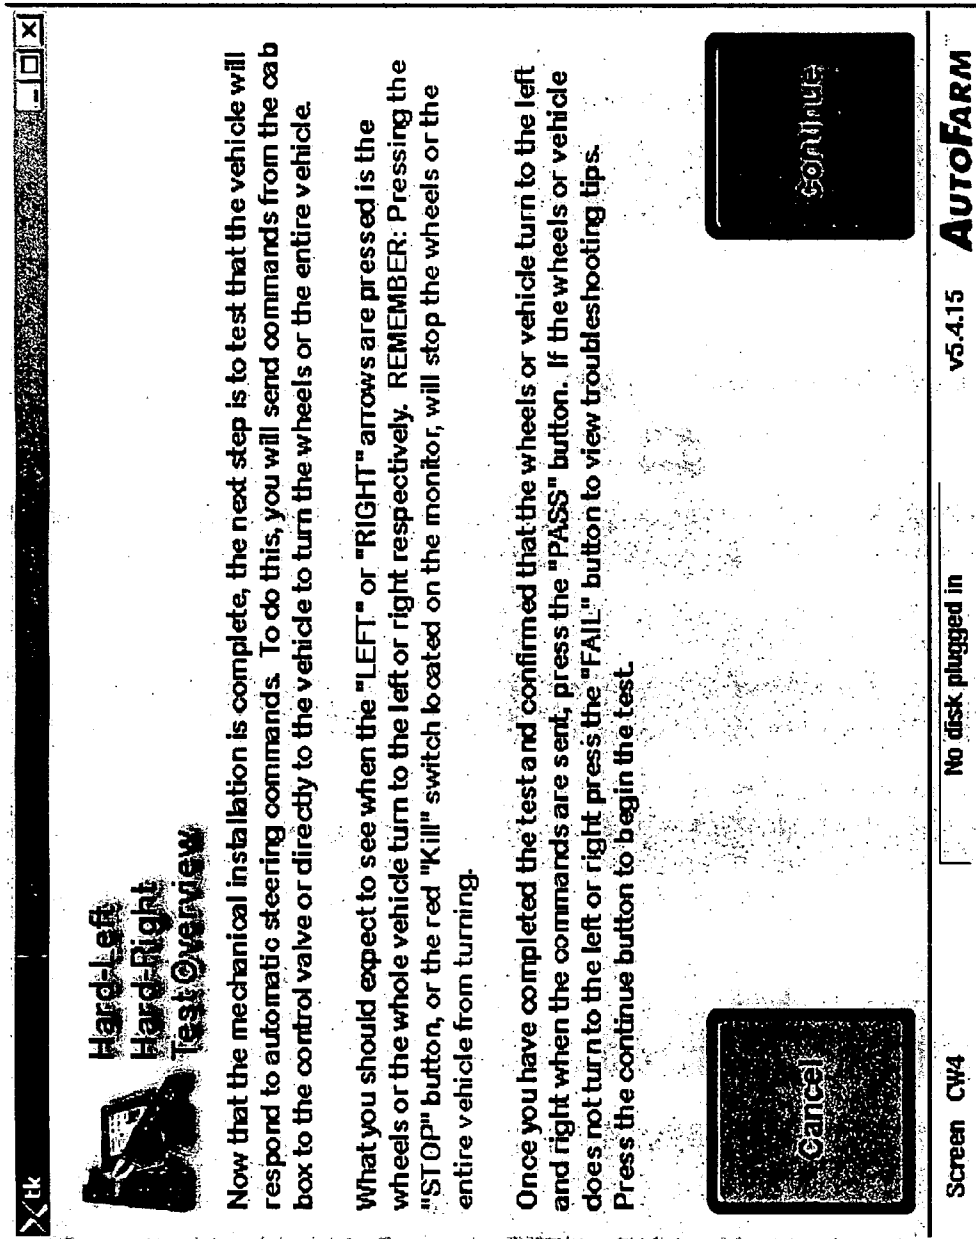 tk
Hard-Left
Hard-Right
Test Overview
Now that the mechanical installation is complete, the next step is to test that the vehicle will
respond to automatic steering commands. To do this, you will send commands from the cab
box to the control valve or directly to the vehicle to turn the wheels or the entire vehicle.
What you should expect to see when the "LEFT" or "RIGHT" arrows are pressed is the
wheels or the whole vehicle turn to the left or right respectively. REMEMBER: Pressing the
"STOP" button, or the red "Kill" switch located on the monitor, will stop the wheels or the
entire vehicle from turning.
Once you have completed the test and confirmed that the wheels or vehicle turn to the left
and right when the commands are sent, press the "PASS" button. If the wheels or vehicle
does not turn to the left or right press the "FAIL" button to view troubleshooting tips.
Press the continue button to begin the test.
Cancel
Continue
Screen CW4
No disk plugged in
v5.4.15
AUTOFARM